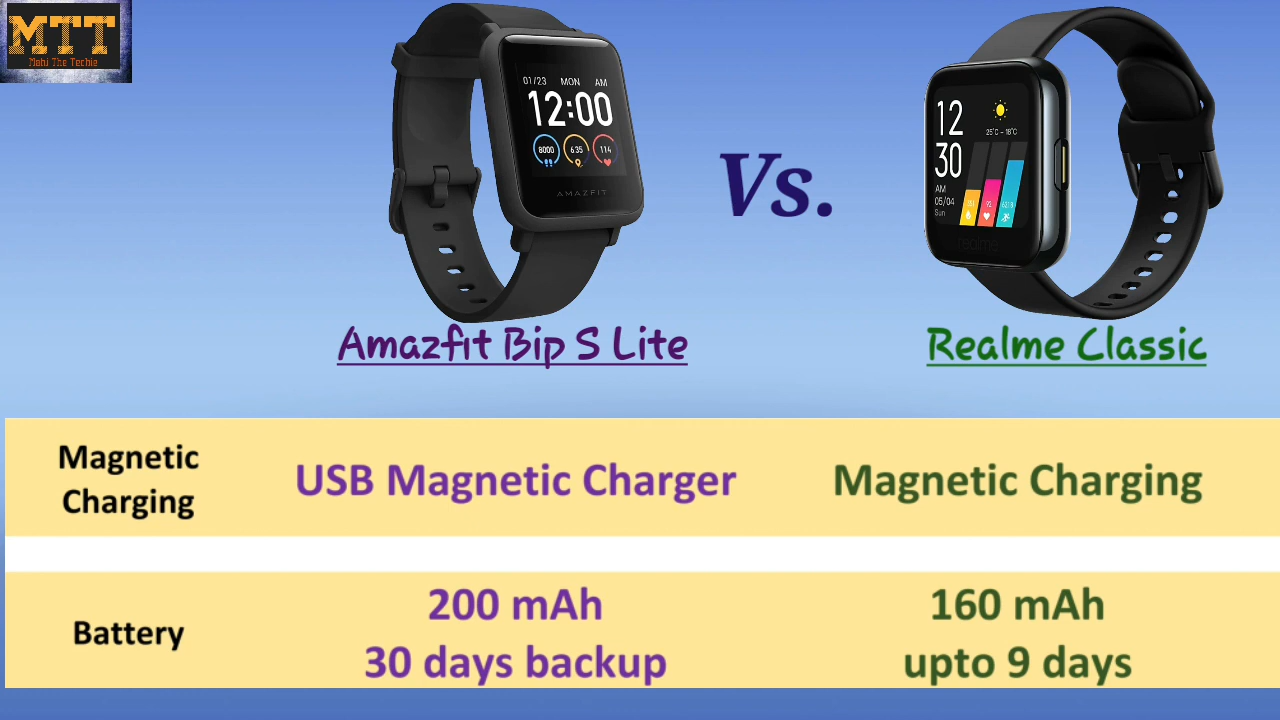 MTT
Mobi The Techie
01/23 MON AM
12:00
8000 635 114
AMAZFIT
Vs.
12
30
25°C - 18°C
AM
05/04
Sun
realme
Amazfit Bip S Lite
Realme Classic
Magnetic
Charging
USB Magnetic Charger
Magnetic Charging
Battery
200 mAh
30 days backup
160 mAh
upto 9 days